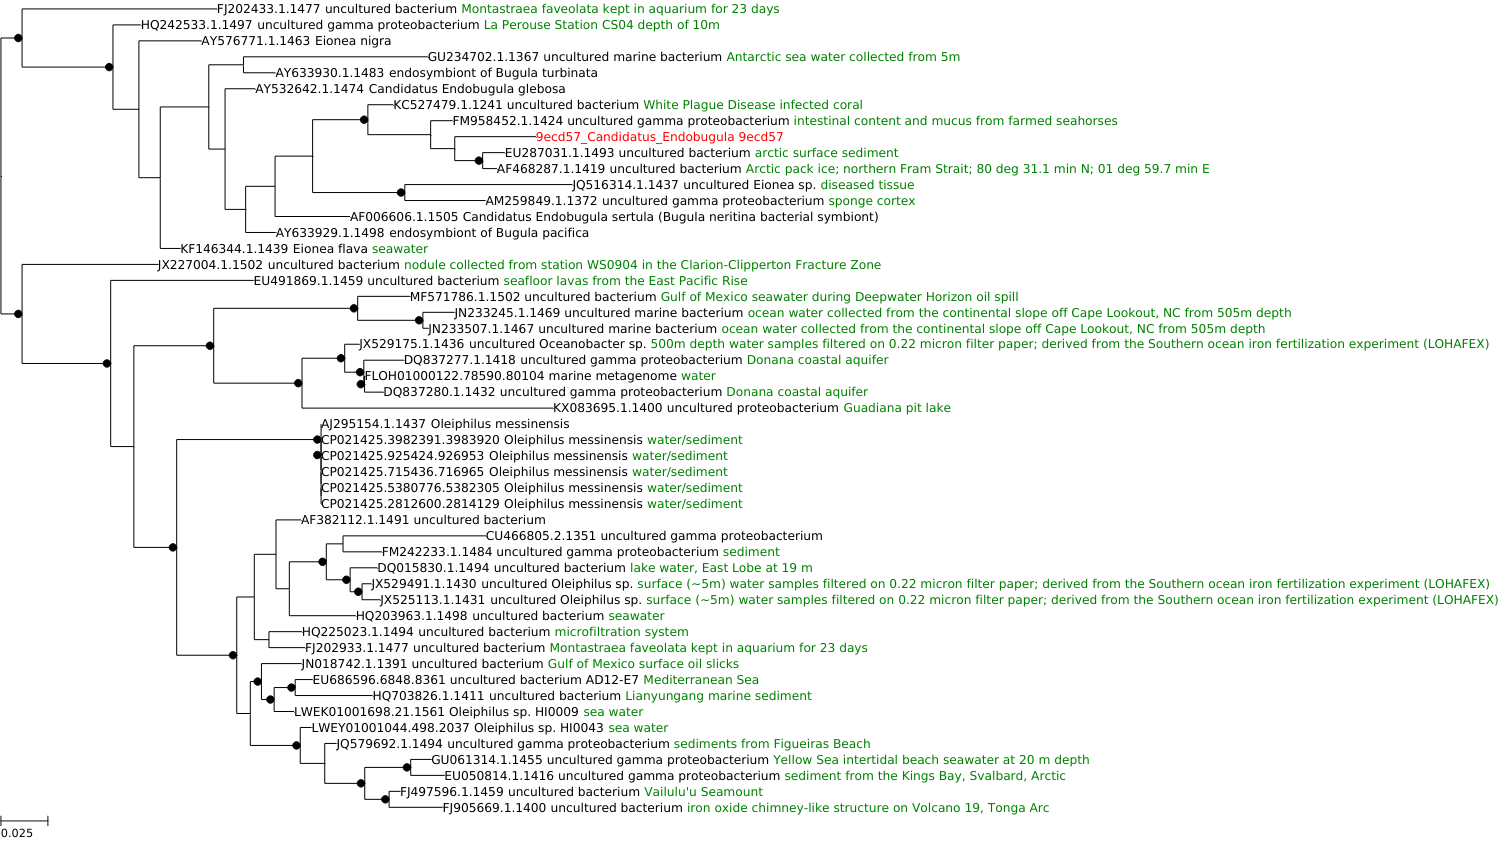 FJ202433.1.1477 uncultured bacterium Montastraea faveolata kept in aquarium for 23 days
HQ242533.1.1497 uncultured gamma proteobacterium La Perouse Station CS04 depth of 10m
AY576771.1.1463 Eionea nigra
GU234702.1.1367 uncultured marine bacterium Antarctic sea water collected from 5m
AY633930.1.1483 endosymbiont of Bugula turbinata
AY532642.1.1474 Candidatus Endobugula glebosa
KC527479.1.1241 uncultured bacterium White Plague Disease infected coral
FM958452.1.1424 uncultured gamma proteobacterium intestinal content and mucus from farmed seahorses
9ecd57_Candidatus_Endobugula 9ecd57
EU287031.1.1493 uncultured bacterium arctic surface sediment
AF468287.1.1419 uncultured bacterium Arctic pack ice; northern Fram Strait; 80 deg 31.1 min N; 01 deg 59.7 min E
JQ516314.1.1437 uncultured Eionea sp. diseased tissue
AM259849.1.1372 uncultured gamma proteobacterium sponge cortex
AF006606.1.1505 Candidatus Endobugula sertula (Bugula neritina bacterial symbiont)
AY633929.1.1498 endosymbiont of Bugula pacifica
KF146344.1.1439 Eionea flava seawater
JX227004.1.1502 uncultured bacterium nodule collected from station WS0904 in the Clarion-Clipperton Fracture Zone
EU491869.1.1459 uncultured bacterium seafloor lavas from the East Pacific Rise
MF571786.1.1502 uncultured bacterium Gulf of Mexico seawater during Deepwater Horizon oil spill
JN233245.1.1469 uncultured marine bacterium ocean water collected from the continental slope off Cape Lookout, NC from 505m depth
JN233507.1.1467 uncultured marine bacterium ocean water collected from the continental slope off Cape Lookout, NC from 505m depth
JX529175.1.1436 uncultured Oceanobacter sp. 500m depth water samples filtered on 0.22 micron filter paper; derived from the Southern ocean iron fertilization experiment (LOHAFEX)
DQ837277.1.1418 uncultured gamma proteobacterium Donana coastal aquifer
FLOH01000122.78590.80104 marine metagenome water
DQ837280.1.1432 uncultured gamma proteobacterium Donana coastal aquifer
KX083695.1.1400 uncultured proteobacterium Guadiana pit lake
AJ295154.1.1437 Oleiphilus messinensis
CP021425.3982391.3983920 Oleiphilus messinensis water/sediment
CP021425.925424.926953 Oleiphilus messinensis water/sediment
CP021425.715436.716965 Oleiphilus messinensis water/sediment
CP021425.5380776.5382305 Oleiphilus messinensis water/sediment
CP021425.2812600.2814129 Oleiphilus messinensis water/sediment
AF382112.1.1491 uncultured bacterium
CU466805.2.1351 uncultured gamma proteobacterium
FM242233.1.1484 uncultured gamma proteobacterium sediment
DQ015830.1.1494 uncultured bacterium lake water, East Lobe at 19 m
JX529491.1.1430 uncultured Oleiphilus sp. surface (~5m) water samples filtered on 0.22 micron filter paper; derived from the Southern ocean iron fertilization experiment (LOHAFEX)
JX525113.1.1431 uncultured Oleiphilus sp. surface (~5m) water samples filtered on 0.22 micron filter paper; derived from the Southern ocean iron fertilization experiment (LOHAFEX)
HQ203963.1.1498 uncultured bacterium seawater
HQ225023.1.1494 uncultured bacterium microfiltration system
FJ202933.1.1477 uncultured bacterium Montastraea faveolata kept in aquarium for 23 days
JN018742.1.1391 uncultured bacterium Gulf of Mexico surface oil slicks
EU686596.6848.8361 uncultured bacterium AD12-E7 Mediterranean Sea
HQ703826.1.1411 uncultured bacterium Lianyungang marine sediment
LWEK01001698.21.1561 Oleiphilus sp. HI0009 sea water
LWEY01001044.498.2037 Oleiphilus sp. HI0043 sea water
JQ579692.1.1494 uncultured gamma proteobacterium sediments from Figueiras Beach
GU061314.1.1455 uncultured gamma proteobacterium Yellow Sea intertidal beach seawater at 20 m depth
EU050814.1.1416 uncultured gamma proteobacterium sediment from the Kings Bay, Svalbard, Arctic
FJ497596.1.1459 uncultured bacterium Vailulu'u Seamount
FJ905669.1.1400 uncultured bacterium iron oxide chimney-like structure on Volcano 19, Tonga Arc
0.025